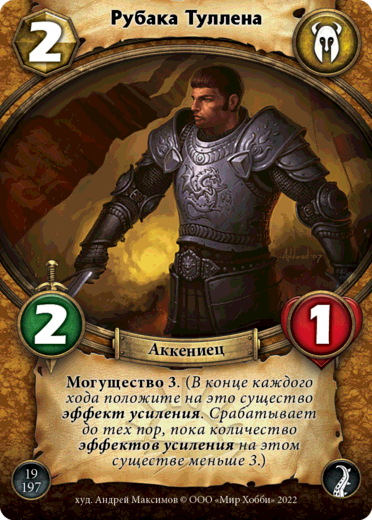 Рубака Туллена
2
2
1
Аккениец
Могущество 3. (В конце каждого
хода положите на это существо
эффект усиления. Срабатывает
до тех пор, пока количество
эффектов усиления на этом
существе меньше 3.)
19
197
худ. Андрей Максимов © ООО «Мир Хобби» 2022